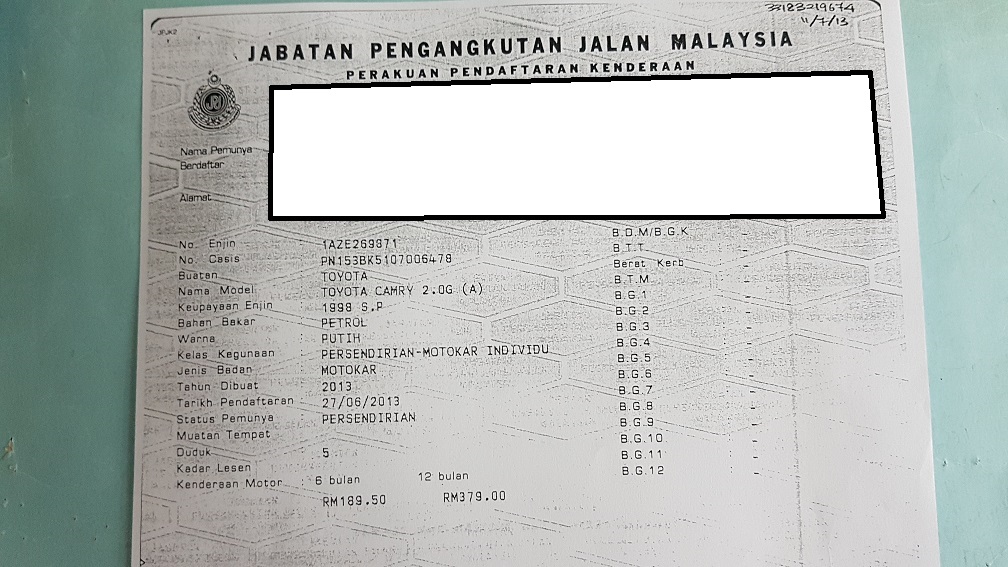 33183219674
11/7/13
JPJK2
JABATAN PENGANGKUTAN JALAN MALAYSIA
PERAKUAN PENDAFTARAN KENDERAAN
Nama Pemunya
Berdaftar
Alamat
No. Enjin : 1AZE269871
No. Casis : PN153BK5107006478
Buatan : TOYOTA
Nama Model : TOYOTA CAMRY 2.0G (A)
Keupayaan Enjin : 1998 S.P
Bahan Bakar : PETROL
Warna : PUTIH
Kelas Kegunaan : PERSENDIRIAN-MOTOKAR INDIVIDU
Jenis Badan : MOTOKAR
Tahun Dibuat : 2013
Tarikh Pendaftaran : 27/06/2013
Status Pemunya : PERSENDIRIAN
Muatan Tempat
Duduk : 5
Kadar Lesen
Kenderaan Motor : 6 bulan 12 bulan
RM189.50 RM379.00
B.D.M/B.G.K : -
B.T.T. : -
Berat Kerb : -
B.T.M : -
B.G.1 : -
B.G.2 : -
B.G.3 : -
B.G.4 : -
B.G.5 : -
B.G.6 : -
B.G.7 : -
B.G.8 : -
B.G.9 : -
B.G.10 : -
B.G.11 : -
B.G.12 : -